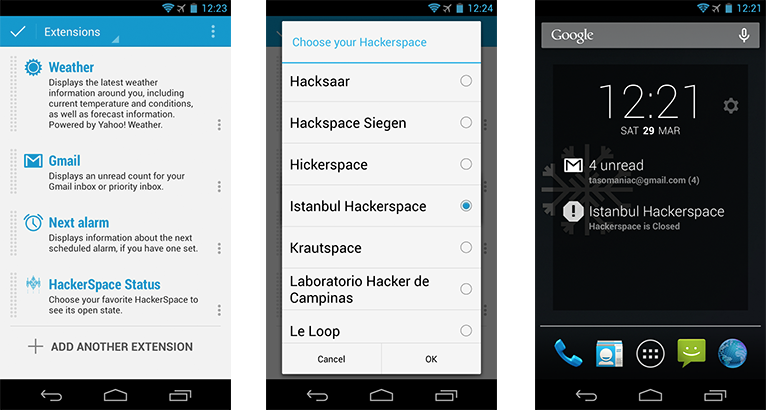 12:23
Extensions
Weather
Displays the latest weather
information around you, including
current temperature and conditions,
as well as forecast information.
Powered by Yahoo! Weather.
Gmail
Displays an unread count for your
Gmail inbox or priority inbox.
Next alarm
Displays information about the next
scheduled alarm, if you have one set.
HackerSpace Status
Choose your favorite HackerSpace to
see its open state.
ADD ANOTHER EXTENSION
12:24
Choose your Hackerspace
Hacksaar
Hackspace Siegen
Hickerspace
Istanbul Hackerspace
Krautspace
Laboratorio Hacker de
Campinas
Le Loop
Cancel OK
12:21
Google
12:21
SAT 29 MAR
4 unread
tasomaniac@gmail.com (4)
Istanbul Hackerspace
Hackerspace is Closed